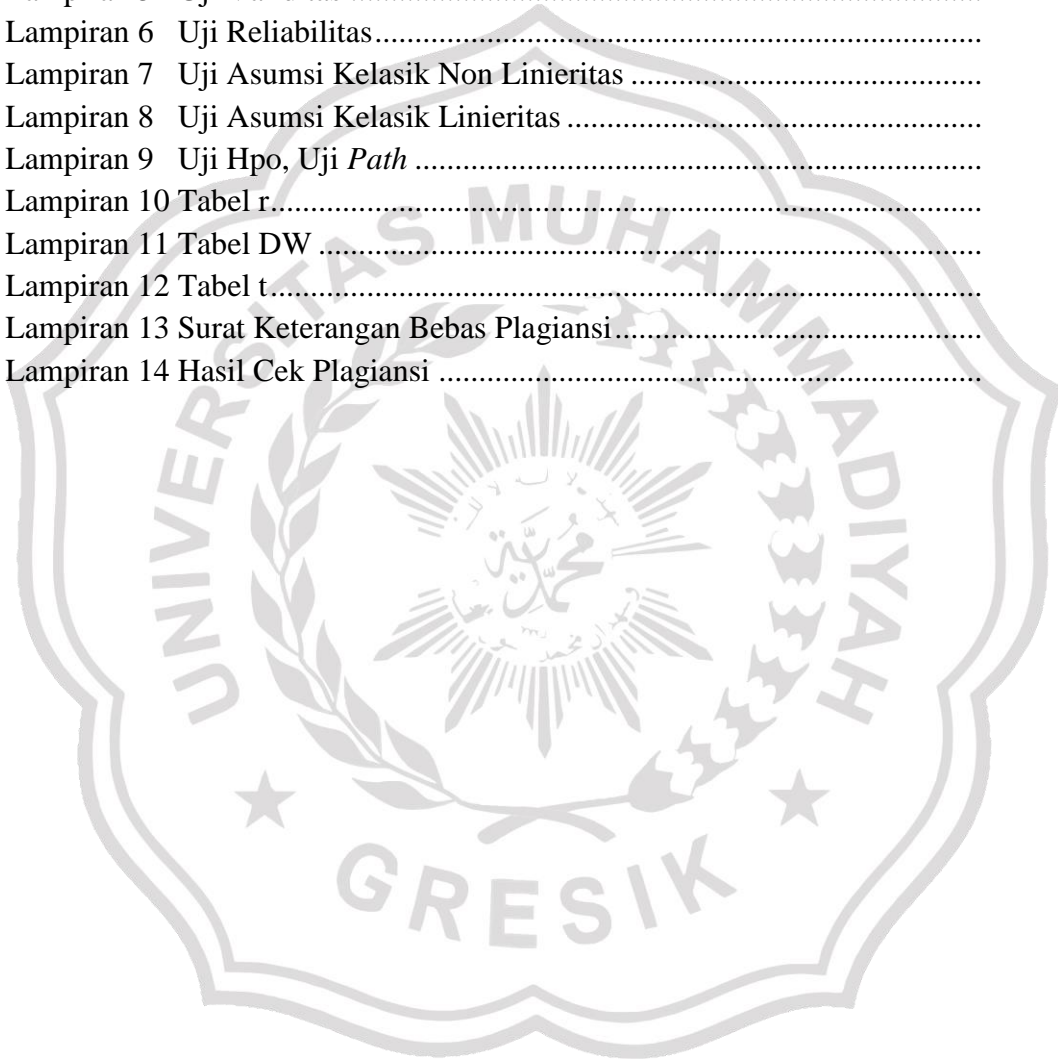 Lampiran 6 Uji Reliabilitas..............................................................................
Lampiran 7 Uji Asumsi Kelasik Non Linieritas ............................................
Lampiran 8 Uji Asumsi Kelasik Linieritas ....................................................
Lampiran 9 Uji Hpo, Uji Path .......................................................................
Lampiran 10 Tabel r.........................................................................................
Lampiran 11 Tabel DW ...................................................................................
Lampiran 12 Tabel t.........................................................................................
Lampiran 13 Surat Keterangan Bebas Plagiansi..............................................
Lampiran 14 Hasil Cek Plagiansi ....................................................................
UNIVERSITAS MUHAMMADIYAH
محمد
GRESIK